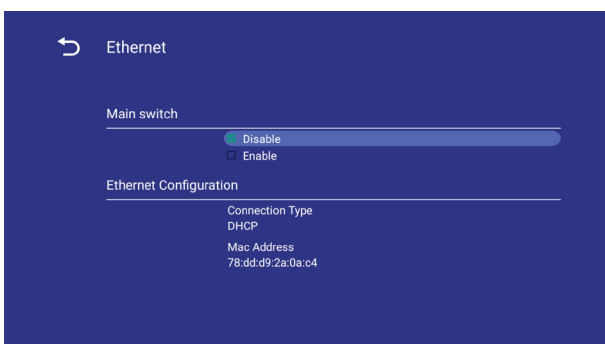 Ethernet
Main switch
Disable
Enable
Ethernet Configuration
Connection Type
DHCP
Mac Address
78:dd:d9:2a:0a:c4